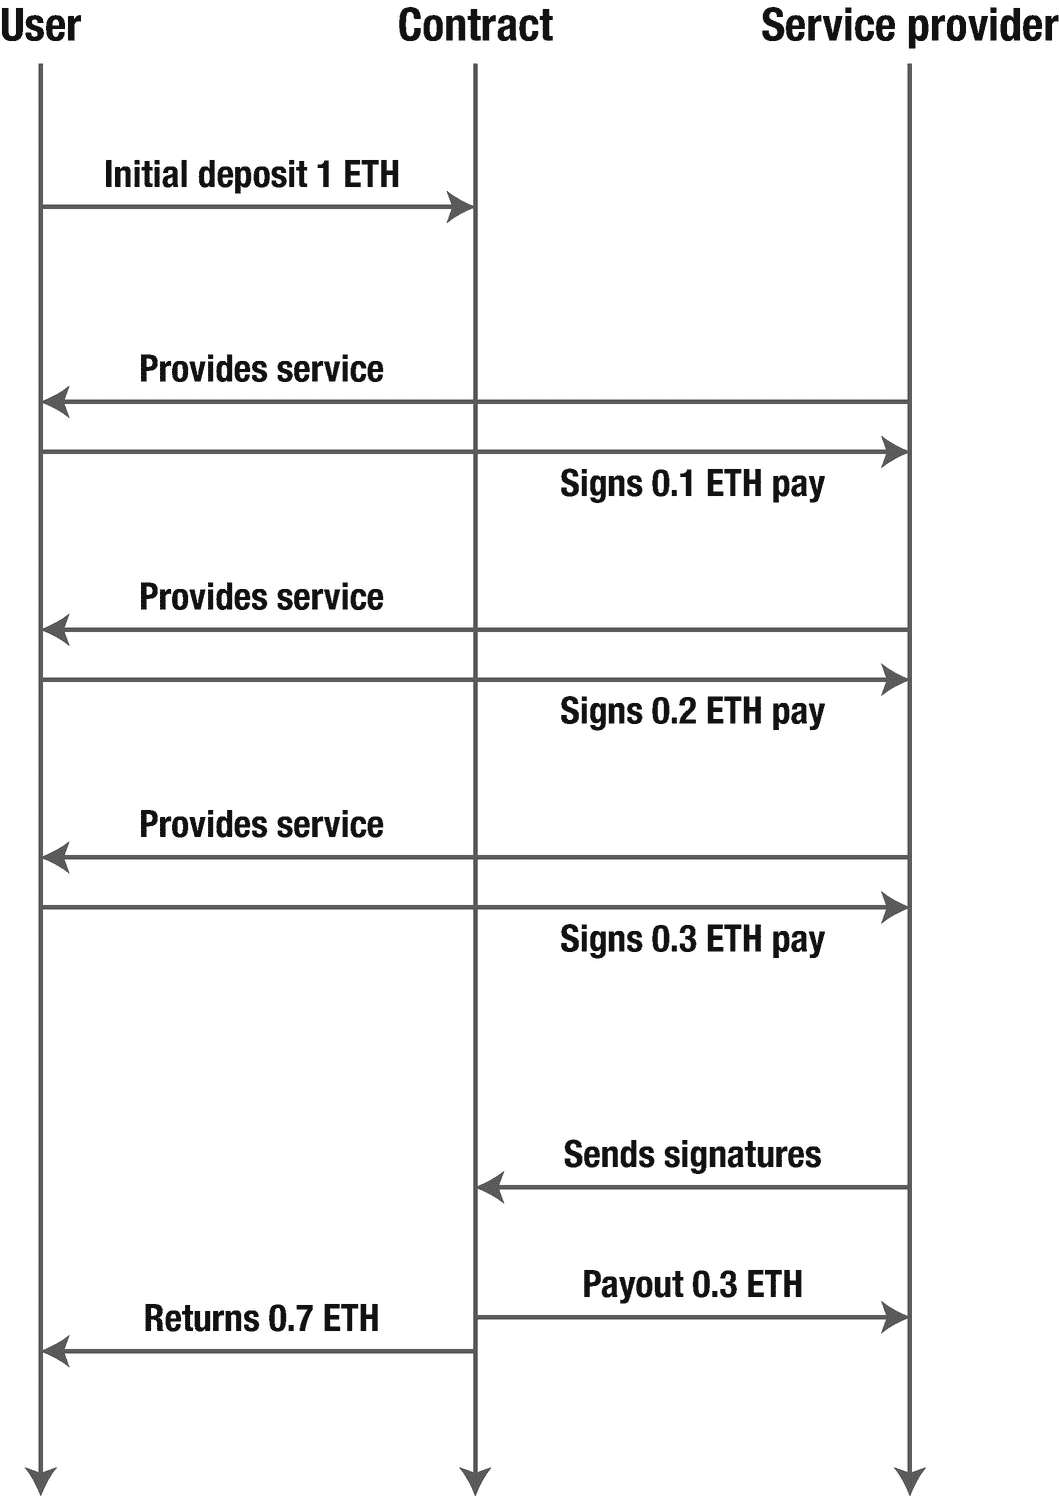 User
Contract
Service provider
Initial deposit 1 ETH
Provides service
Signs 0.1 ETH pay
Provides service
Signs 0.2 ETH pay
Provides service
Signs 0.3 ETH pay
Sends signatures
Payout 0.3 ETH
Returns 0.7 ETH